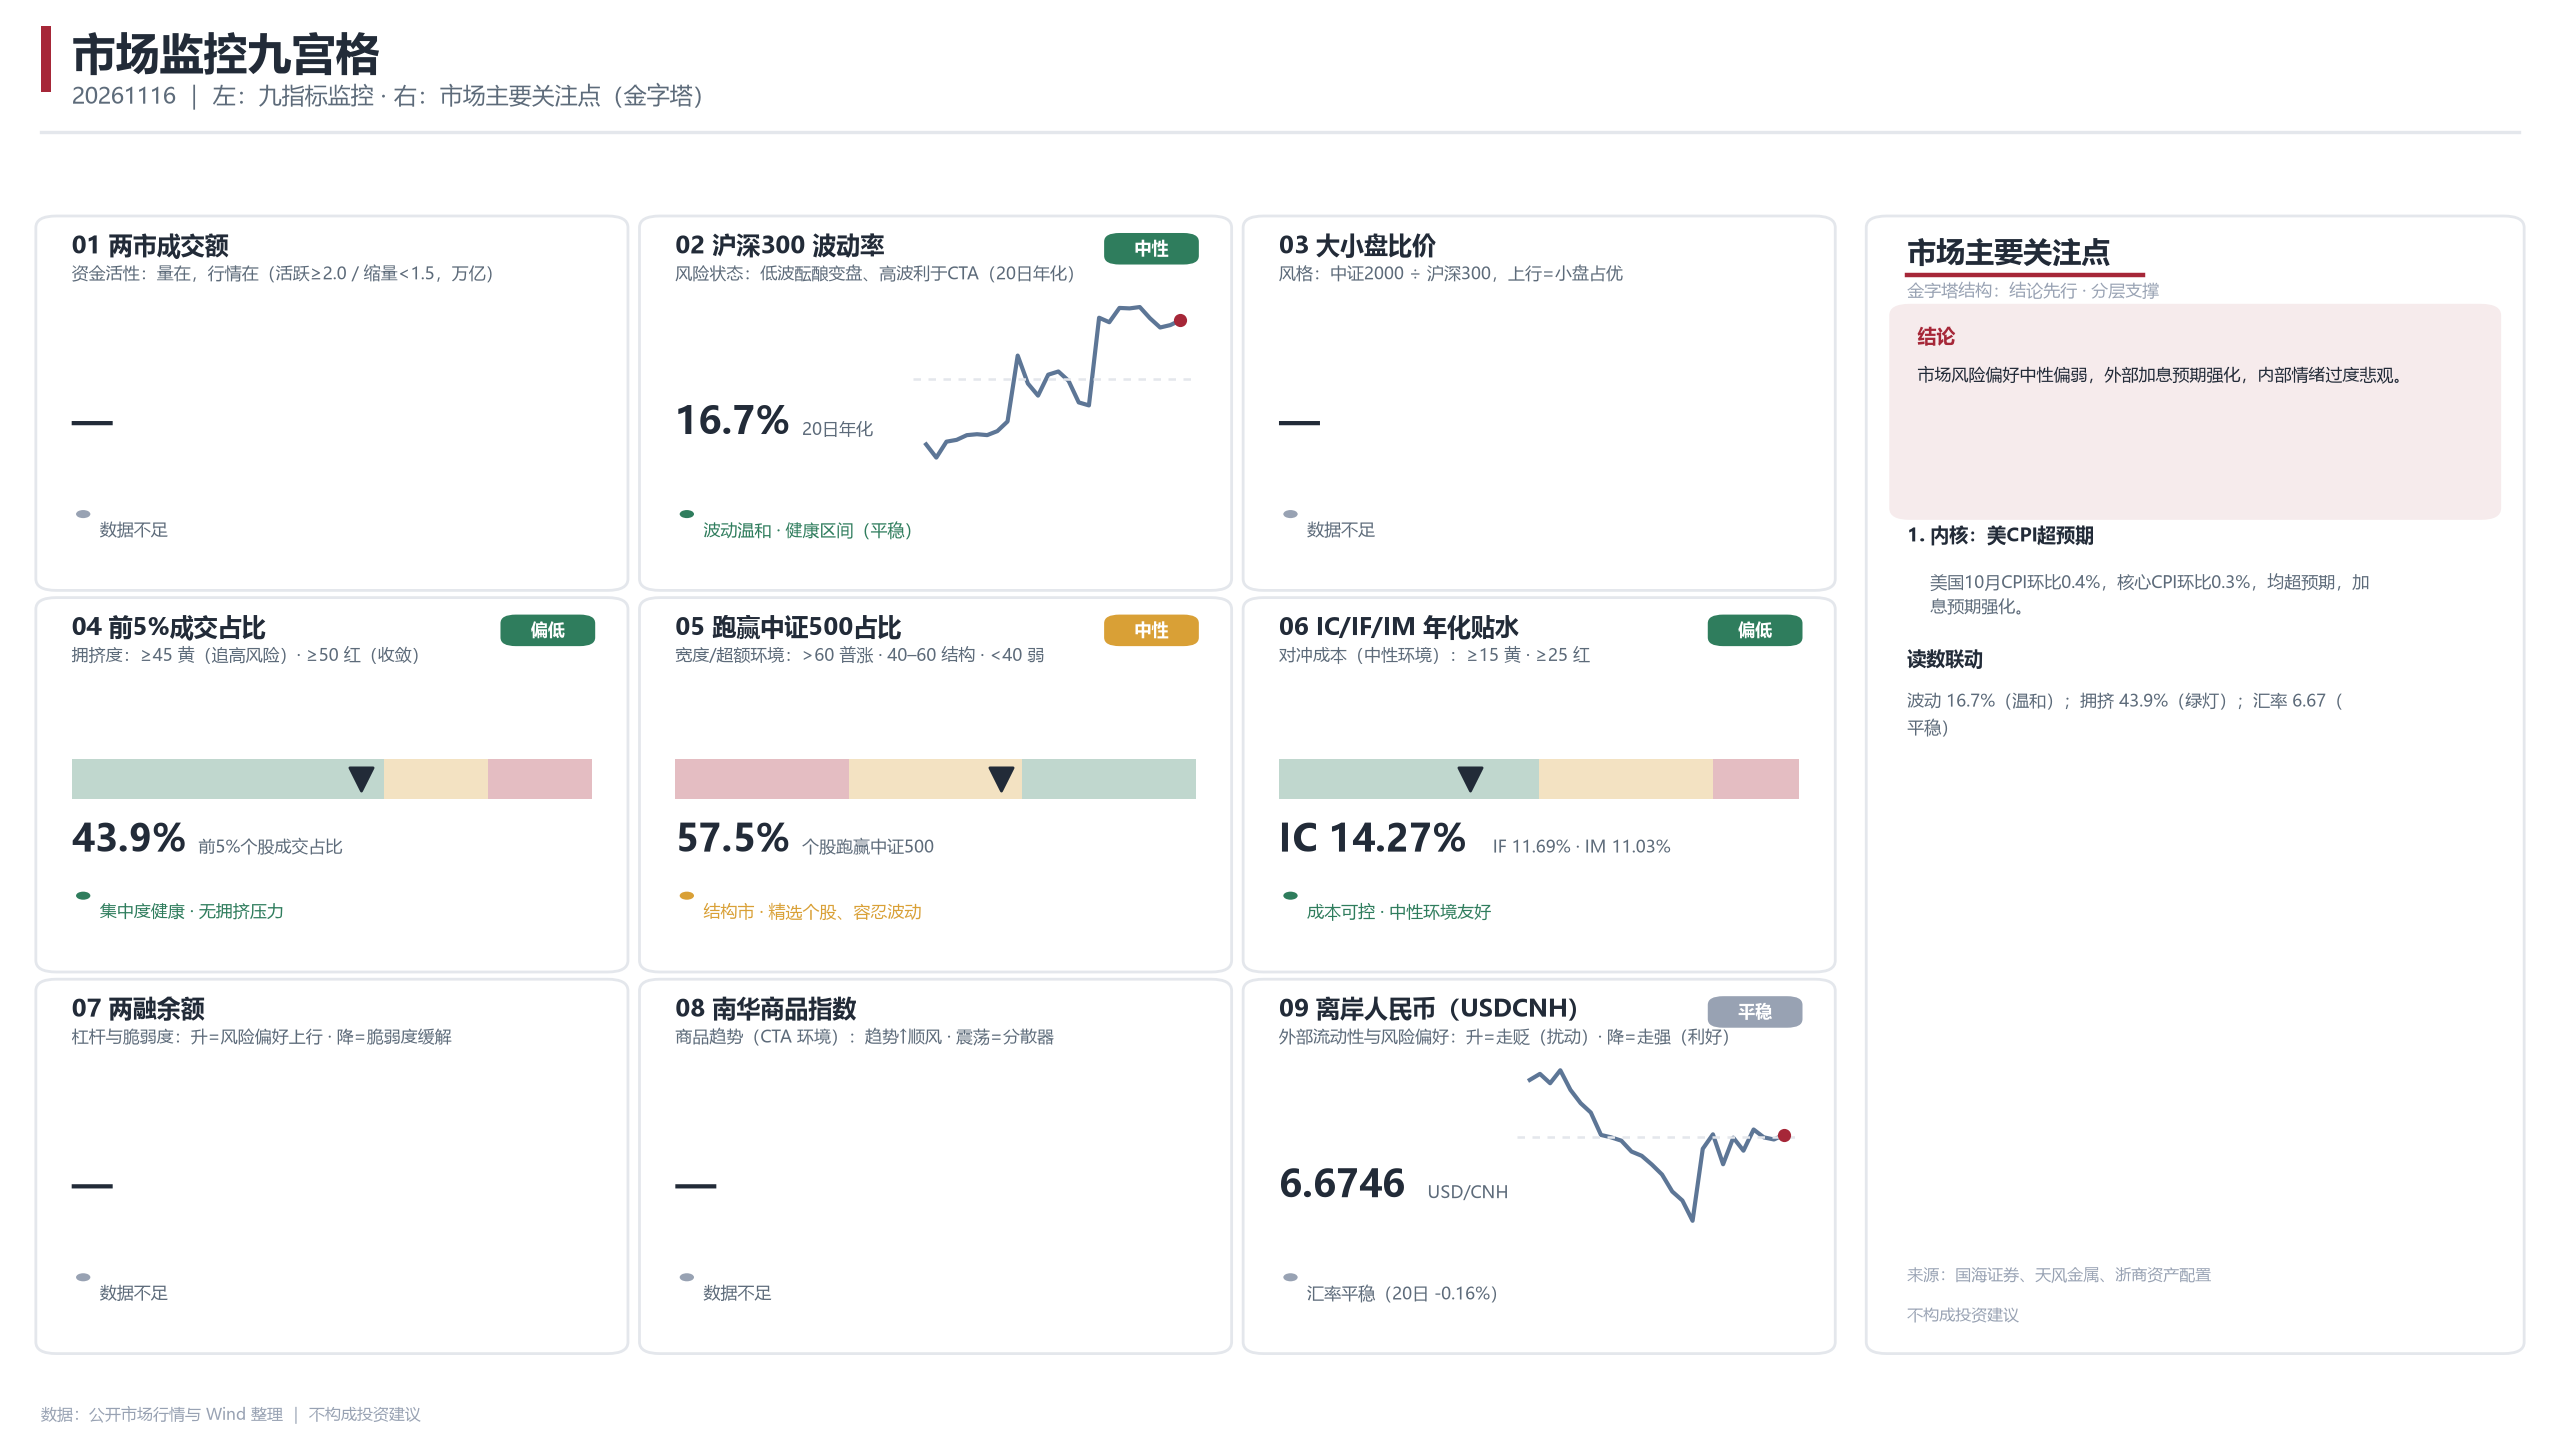 市场监控九宫格
20261116 | 左：九指标监控 · 右：市场主要关注点（金字塔）
01 两市成交额
资金活性：量在，行情在（活跃≥2.0 / 缩量<1.5，万亿）
—
数据不足
02 沪深300 波动率
中性
风险状态：低波酝酿变盘、高波利于CTA（20日年化）
16.7% 20日年化
波动温和 · 健康区间（平稳）
03 大小盘比价
风格：中证2000 ÷ 沪深300，上行=小盘占优
—
数据不足
04 前5%成交占比
偏低
拥挤度：≥45 黄（追高风险）· ≥50 红（收敛）
43.9% 前5%个股成交占比
集中度健康 · 无拥挤压力
05 跑赢中证500占比
中性
宽度/超额环境：>60 普涨 · 40–60 结构 · <40 弱
57.5% 个股跑赢中证500
结构市 · 精选个股、容忍波动
06 IC/IF/IM 年化贴水
偏低
对冲成本（中性环境）：≥15 黄 · ≥25 红
IC 14.27% IF 11.69% · IM 11.03%
成本可控 · 中性环境友好
07 两融余额
杠杆与脆弱度：升=风险偏好上行 · 降=脆弱度缓解
—
数据不足
08 南华商品指数
商品趋势（CTA 环境）：趋势↑顺风 · 震荡=分散器
—
数据不足
09 离岸人民币（USDCNH）
平稳
外部流动性与风险偏好：升=走贬（扰动）· 降=走强（利好）
6.6746 USD/CNH
汇率平稳（20日 -0.16%）
市场主要关注点
金字塔结构：结论先行 · 分层支撑
结论
市场风险偏好中性偏弱，外部加息预期强化，内部情绪过度悲观。
1. 内核：美CPI超预期
美国10月CPI环比0.4%，核心CPI环比0.3%，均超预期，加
息预期强化。
读数联动
波动 16.7%（温和）；拥挤 43.9%（绿灯）；汇率 6.67（
平稳）
来源：国海证券、天风金属、浙商资产配置
不构成投资建议
数据：公开市场行情与 Wind 整理 | 不构成投资建议